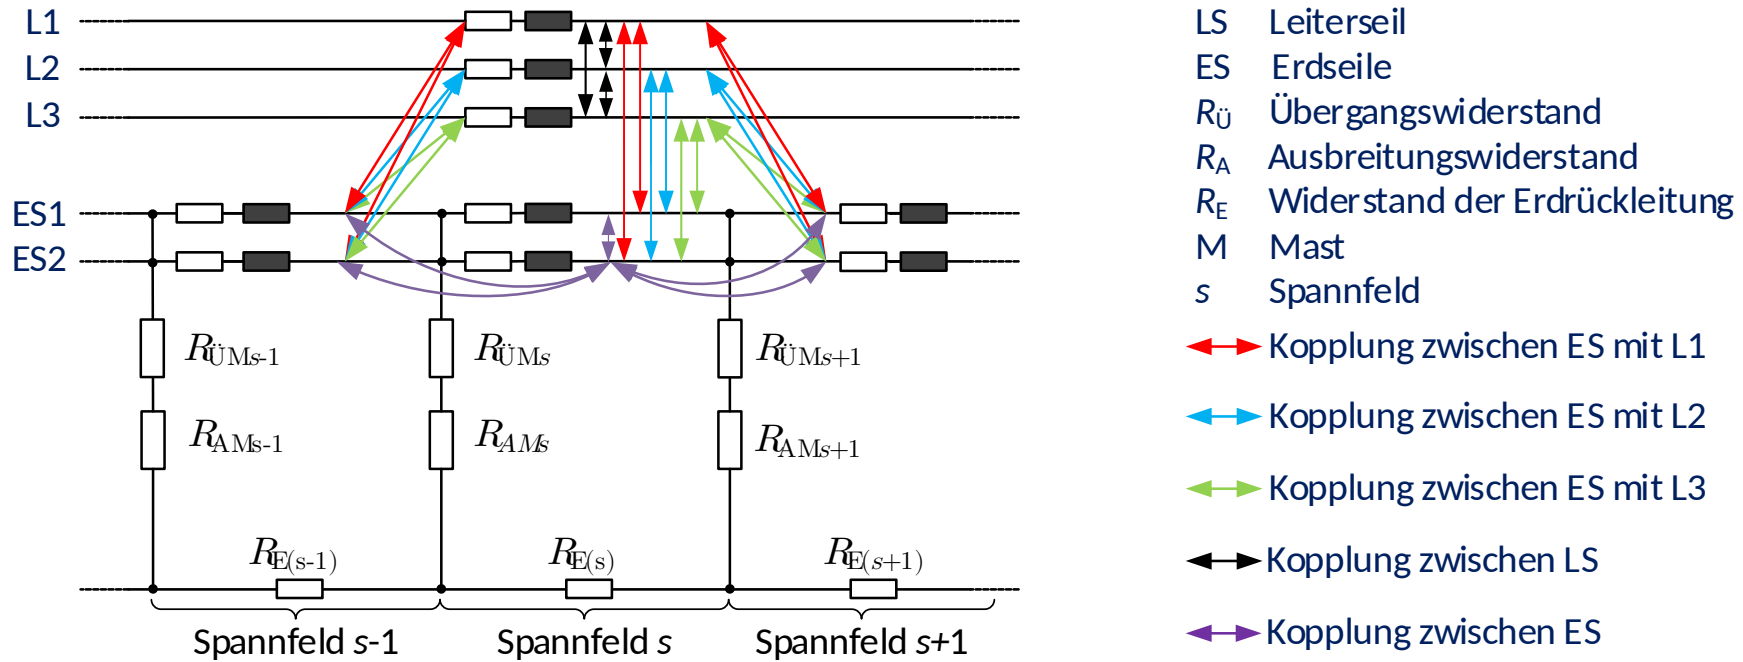 L1
L2
L3
ES1
ES2
RÜMs-1
RÜMs
RÜMs+1
RAMs-1
RAMs
RAMs+1
RE(s-1)
RE(s)
RE(s+1)
Spannfeld s-1
Spannfeld s
Spannfeld s+1
LS Leiterseil
ES Erdseile
RÜ Übergangswiderstand
RA Ausbreitungswiderstand
RE Widerstand der Erdrückleitung
M Mast
s Spannfeld
Kopplung zwischen ES mit L1
Kopplung zwischen ES mit L2
Kopplung zwischen ES mit L3
Kopplung zwischen LS
Kopplung zwischen ES